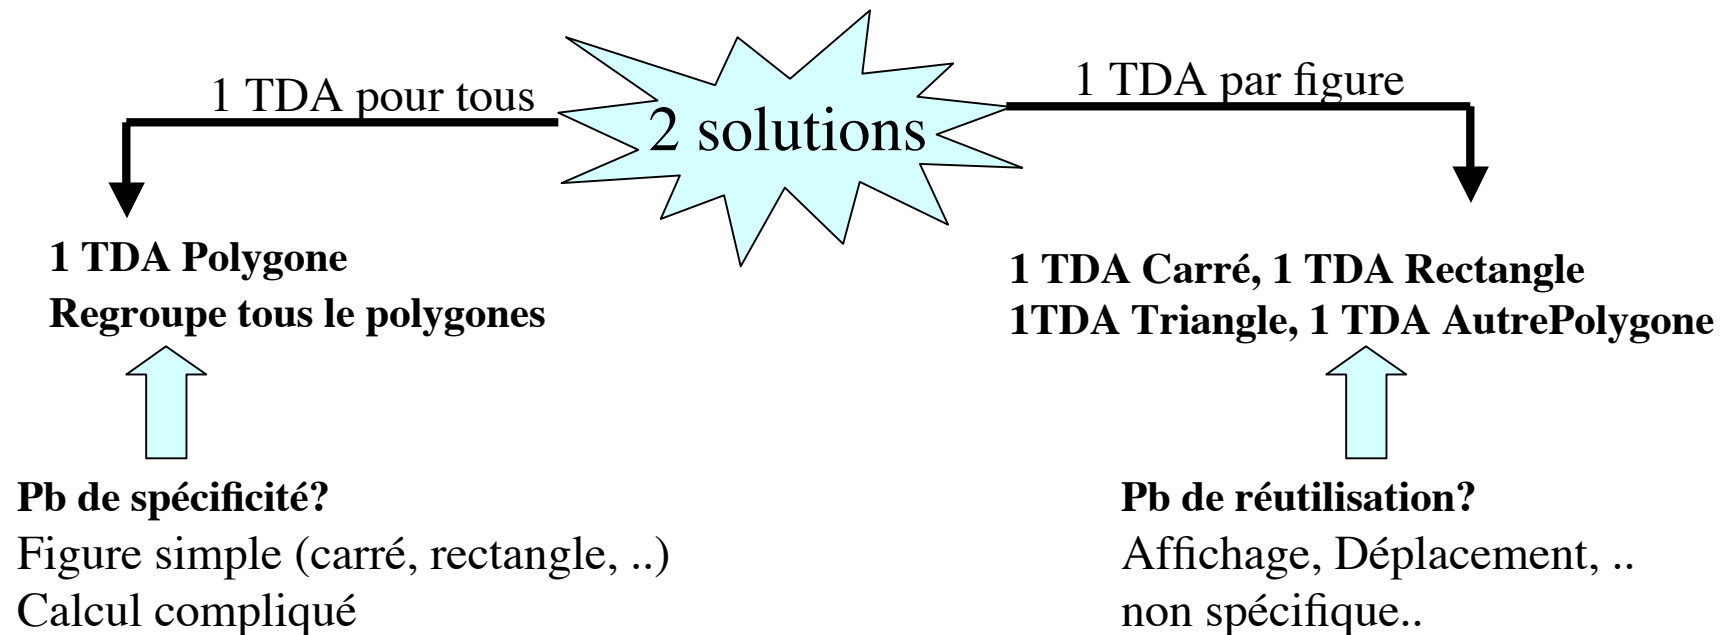 2 solutions
1 TDA pour tous
1 TDA Polygone
Regroupe tous le polygones
Pb de spécificité?
Figure simple (carré, rectangle, ..)
Calcul compliqué
1 TDA par figure
1 TDA Carré, 1 TDA Rectangle
1TDA Triangle, 1 TDA AutrePolygone
Pb de réutilisation?
Affichage, Déplacement, ..
non spécifique..